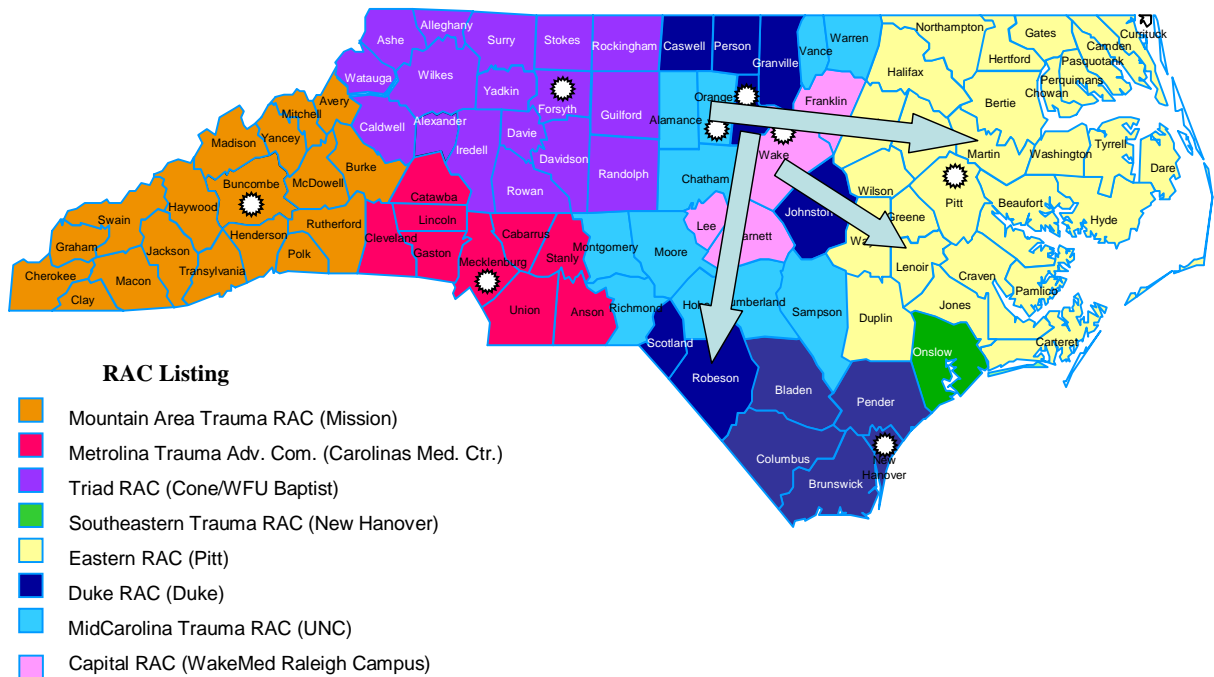 Alleghany
Northampton
Gates
Currituck
Ashe
Surry
Stokes
Rockingham
Caswell
Person
Warren
Camden
Vance
Granville
Hertford
Pasquotank
Watauga
Wilkes
Halifax
Perquimans
Yadkin
Chowan
Avery
Forsyth
Orange
Franklin
Bertie
Mitchell
Guilford
Alamance
Caldwell
Alexander
Davie
Madison
Yancey
Iredell
Davidson
Wake
Martin
Washington
Tyrrell
Burke
Dare
Buncombe
McDowell
Randolph
Chatham
Rowan
Wilson
Catawba
Pitt
Beaufort
Haywood
Johnston
Greene
Swain
Rutherford
Lincoln
Lee
Hyde
Henderson
Cabarrus
arnett
Cleveland
Way
Graham
Jackson
Polk
Gaston
Montgomery
Moore
Mecklenburg
Stanly
Lenoir
Cherokee
Macon
Transylvania
Craven
Pamlico
Clay
Richmond
Hoke
umberland
Jones
Union
Anson
Sampson
Duplin
Scotland
Onslow
Carteret
Robeson
Bladen
Pender
Columbus
New
Hanover
Brunswick
RAC Listing
Mountain Area Trauma RAC (Mission)
Metrolina Trauma Adv. Com. (Carolinas Med. Ctr.)
Triad RAC (Cone/WFU Baptist)
Southeastern Trauma RAC (New Hanover)
Eastern RAC (Pitt)
Duke RAC (Duke)
MidCarolina Trauma RAC (UNC)
Capital RAC (WakeMed Raleigh Campus)